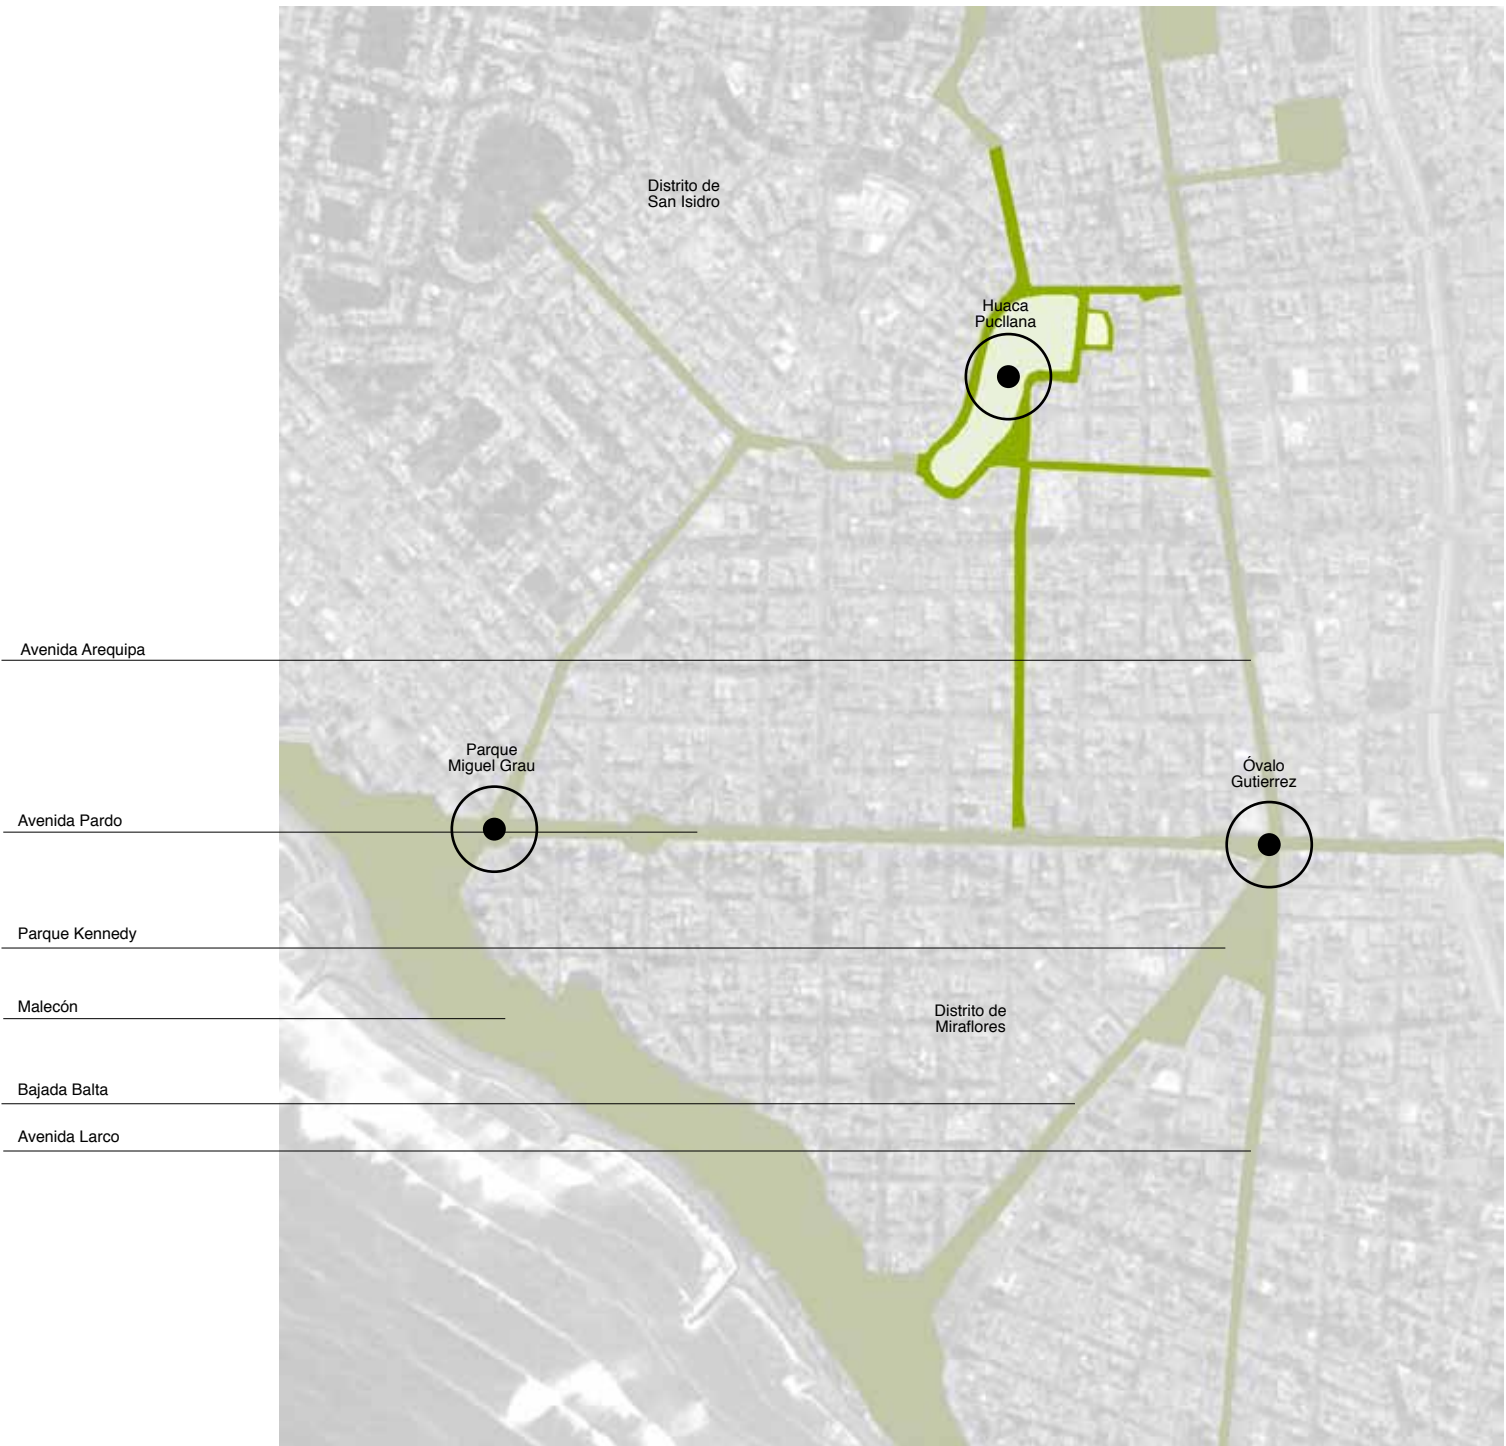 Distrito de
San Isidro
Huaca
Pucllana
Avenida Arequipa
Parque
Miguel Grau
Óvalo
Gutierrez
Avenida Pardo
Parque Kennedy
Malecón
Distrito de
Miraflores
Bajada Balta
Avenida Larco